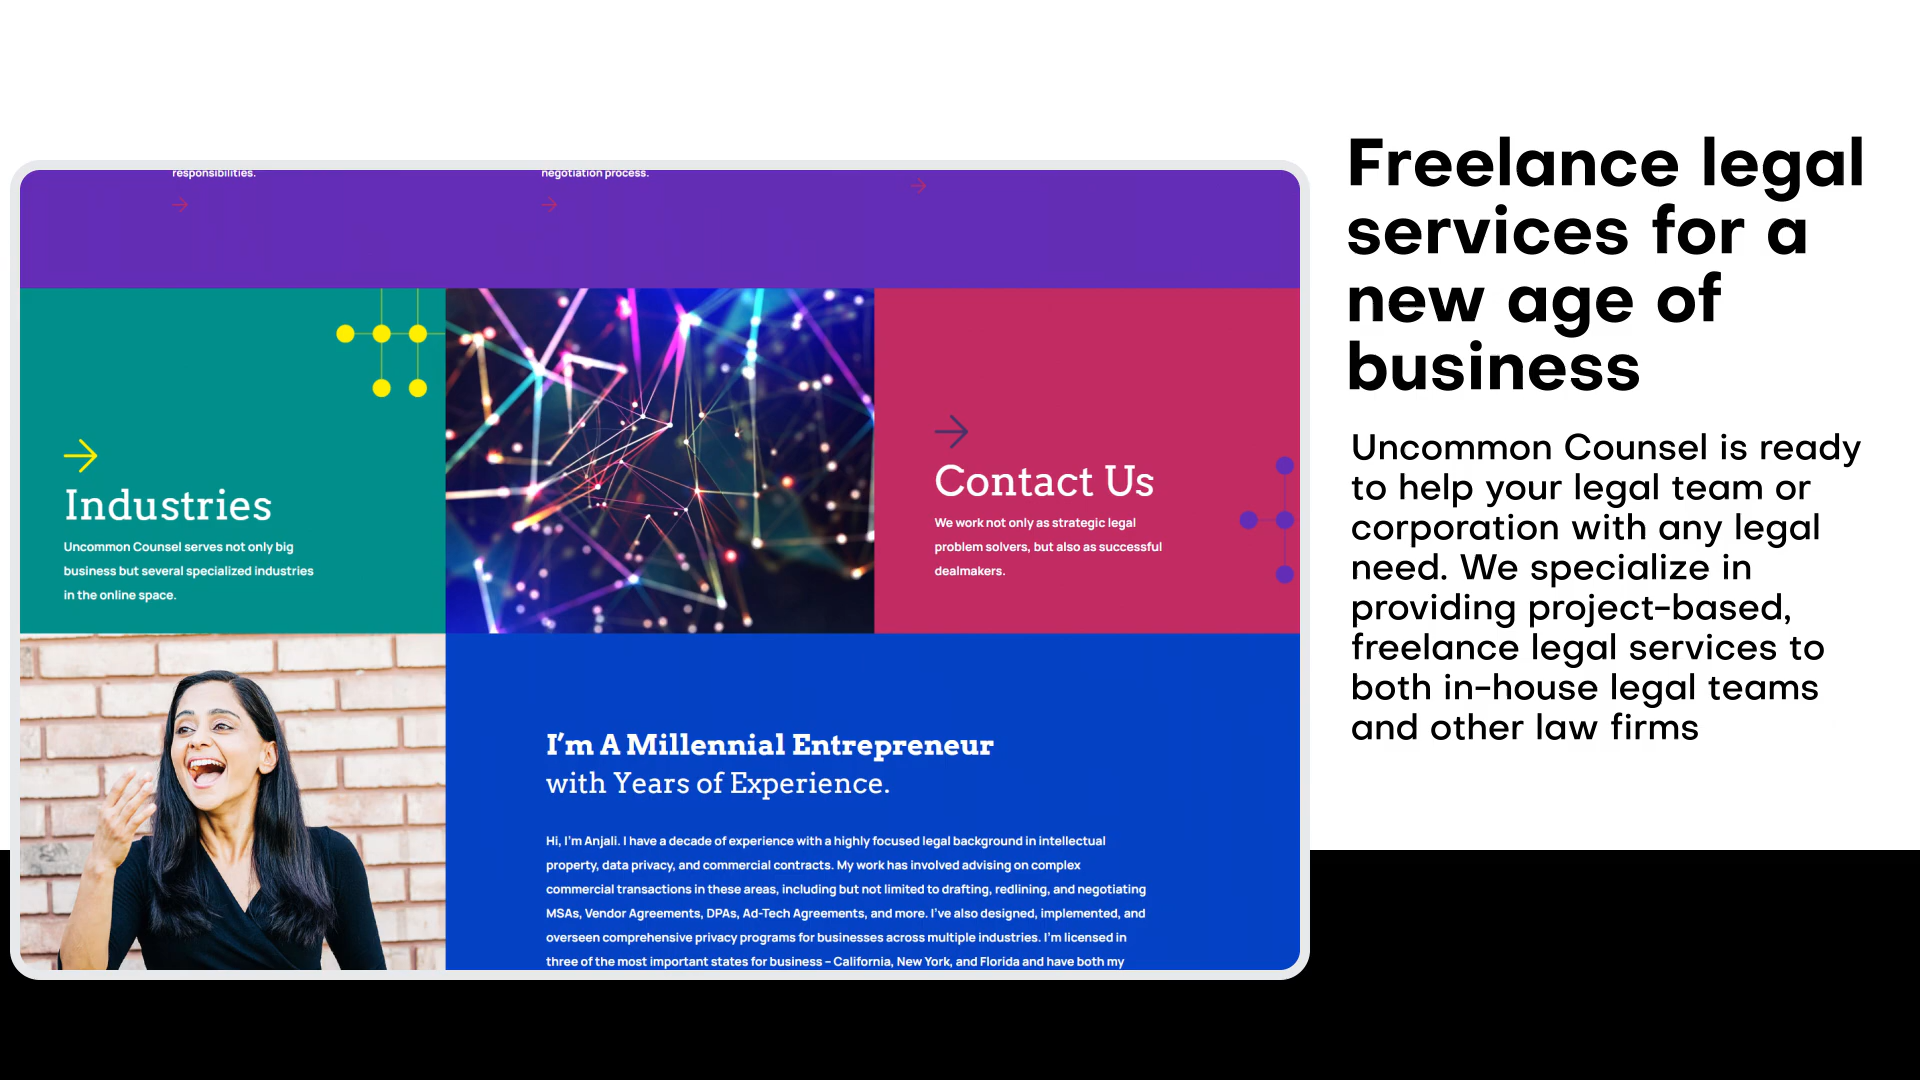 responsibilities.
negotiation process.
Industries
Uncommon Counsel serves not only big
business but several specialized industries
in the online space.
Contact Us
We work not only as strategic legal
problem solvers, but also as successful
dealmakers.
I'm A Millennial Entrepreneur
with Years of Experience.
Hi, I'm Anjali. I have a decade of experience with a highly focused legal background in intellectual
property, data privacy, and commercial contracts. My work has involved advising on complex
commercial transactions in these areas, including but not limited to drafting, redlining, and negotiating
MSAs, Vendor Agreements, DPAs, Ad-Tech Agreements, and more. I've also designed, implemented, and
overseen comprehensive privacy programs for businesses across multiple industries. I'm licensed in
three of the most important states for business – California, New York, and Florida and have both my
Freelance legal
services for a
new age of
business
Uncommon Counsel is ready
to help your legal team or
corporation with any legal
need. We specialize in
providing project-based,
freelance legal services to
both in-house legal teams
and other law firms